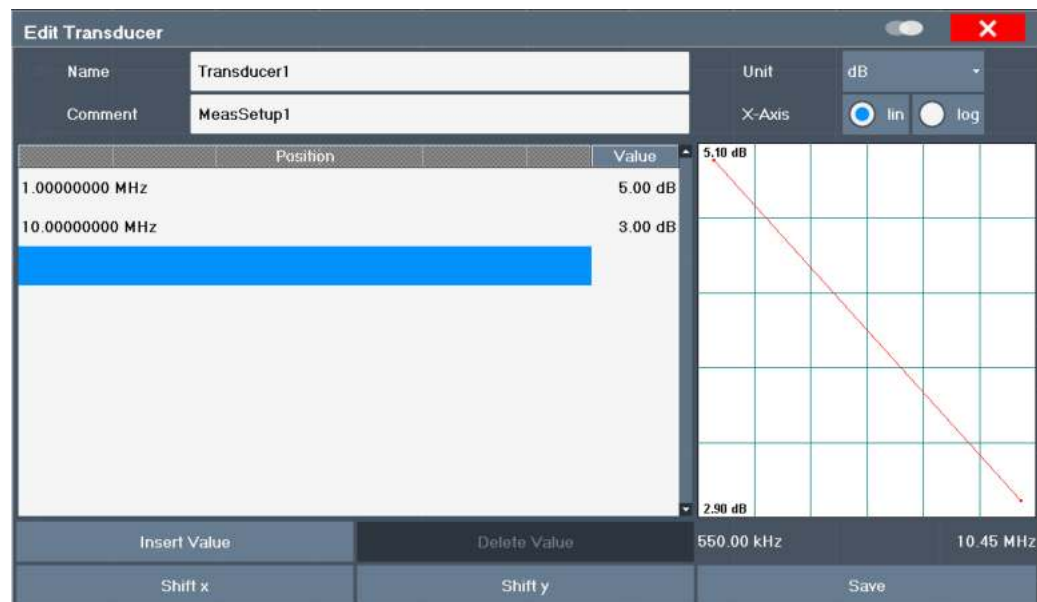 Edit Transducer
Name Transducer1 Unit dB
Comment MeasSetup1 X-Axis lin log
Position Value
5.10 dB
1.00000000 MHz 5.00 dB
10.00000000 MHz 3.00 dB
2.90 dB
Insert Value Delete Value 550.00 kHz 10.45 MHz
Shift x Shift y Save